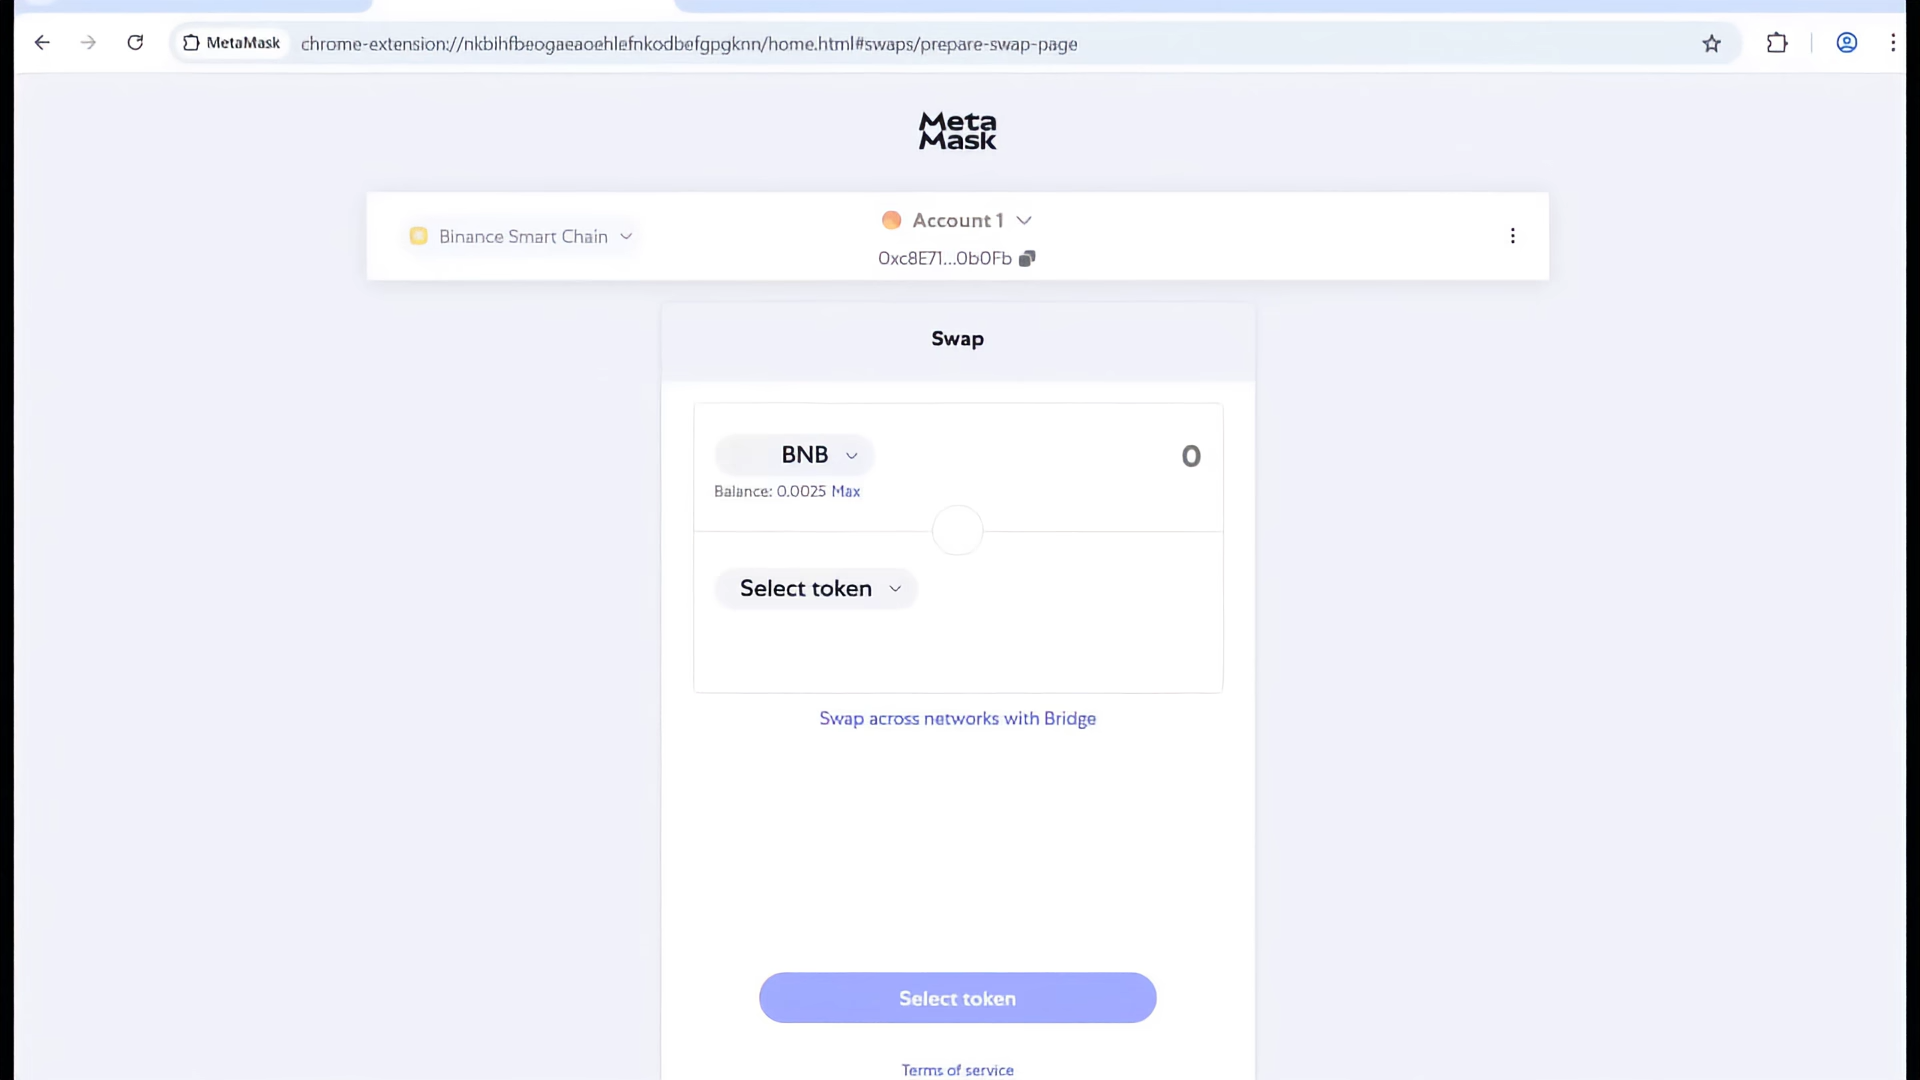 MetaMask
chrome-extension://nkbihfbeogaeaoehlefnkodbefgpgknn/home.html#swaps/prepare-swap-page
Meta
Mask
Binance Smart Chain
Account 1
0xc8E71...0b0Fb
Swap
BNB
0
Balance: 0.0025 Max
Select token
Swap across networks with Bridge
Select token
Terms of service